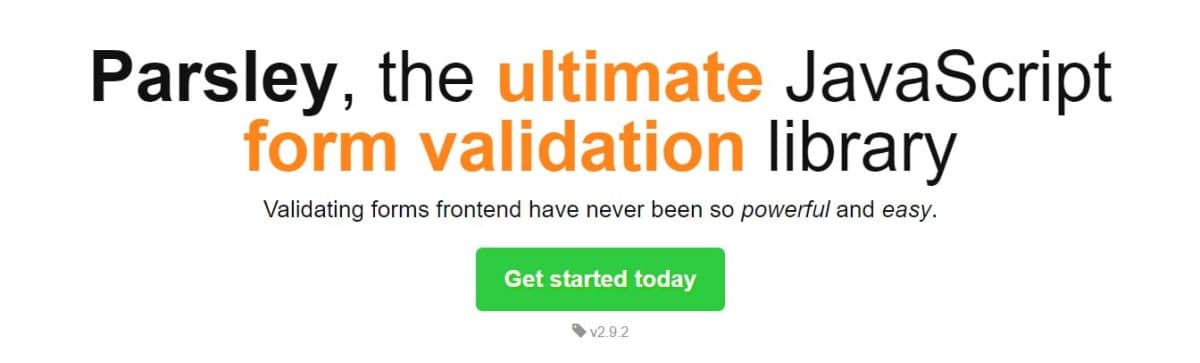 Parsley, the ultimate JavaScript
form validation library
Validating forms frontend have never been so powerful and easy.
Get started today
v2.9.2